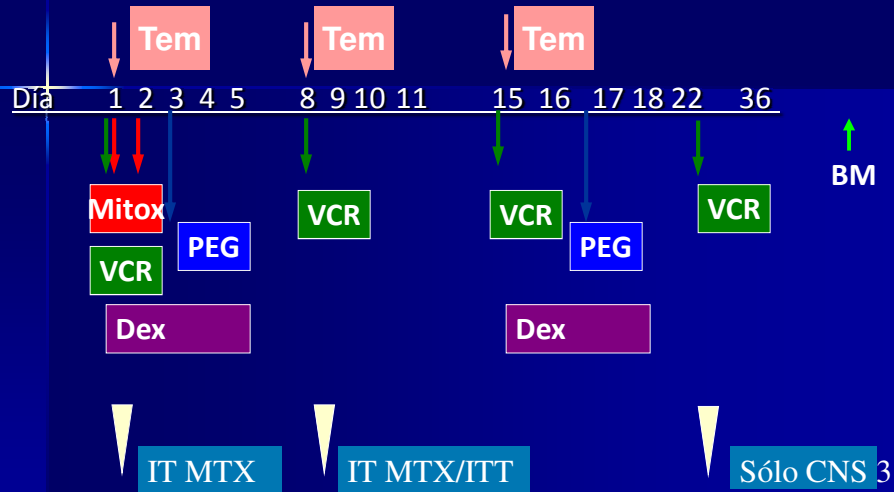 Tem Tem Tem
Día 1 2 3 4 5 8 9 10 11 15 16 17 18 22 36
BM
Mitox VCR VCR VCR
PEG PEG
VCR
Dex Dex
IT MTX IT MTX/ITT Sólo CNS 3